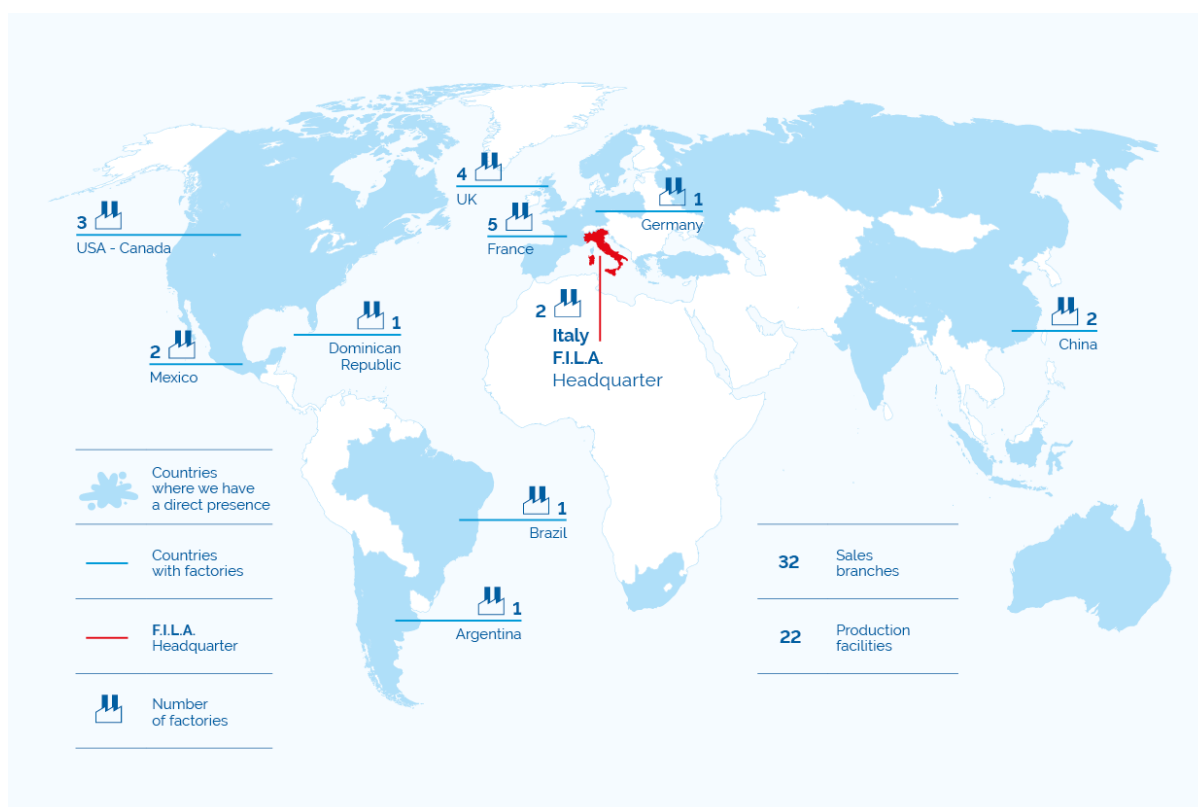 4
UK
3
USA - Canada
5
France
1
Germany
2
Italy
F.I.L.A.
Headquarter
1
Dominican
Republic
2
Mexico
2
China
1
Brazil
1
Argentina
Countries
where we have
a direct presence
Countries
with factories
F.I.L.A.
Headquarter
Number
of factories
32
Sales
branches
22
Production
facilities